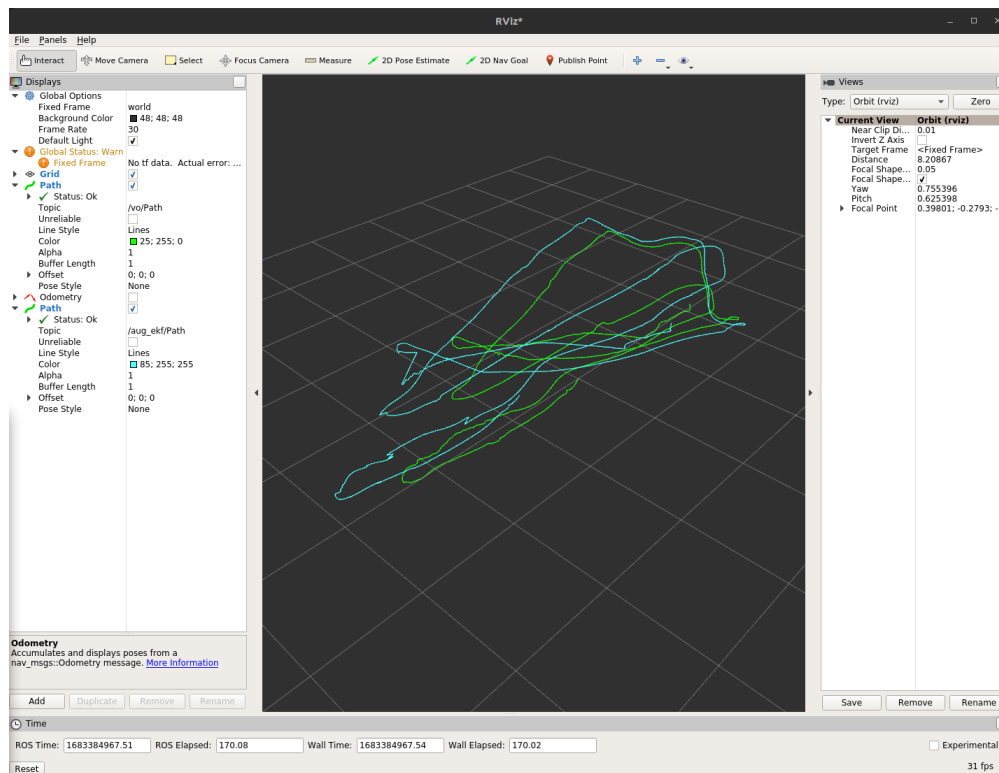 RViz*
File Panels Help
Interact Move Camera Select Focus Camera Measure 2D Pose Estimate 2D Nav Goal Publish Point
Displays
Global Options
Fixed Frame world
Background Color 48; 48; 48
Frame Rate 30
Default Light
Global Status: Warn
Fixed Frame No tf data. Actual error: ...
Grid
Path
Status: Ok
Topic /vo/Path
Unreliable
Line Style Lines
Color 25; 255; 0
Alpha 1
Buffer Length 1
Offset 0; 0; 0
Pose Style None
Odometry
Path
Status: Ok
Topic /aug_ekf/Path
Unreliable
Line Style Lines
Color 85; 255; 255
Alpha 1
Buffer Length 1
Offset 0; 0; 0
Pose Style None
Odometry
Accumulates and displays poses from a
nav_msgs::Odometry message. More Information
Add Duplicate Remove Rename
Views
Type: Orbit (rviz) Zero
Current View Orbit (rviz)
Near Clip Di... 0.01
Invert Z Axis
Target Frame <Fixed Frame>
Distance 8.20867
Focal Shape... 0.05
Focal Shape...
Yaw 0.755396
Pitch 0.625398
Focal Point 0.39801; -0.2793; -
Save Remove Rename
Time
ROS Time: 1683384967.51 ROS Elapsed: 170.08 Wall Time: 1683384967.54 Wall Elapsed: 170.02 Experimental
Reset 31 fps